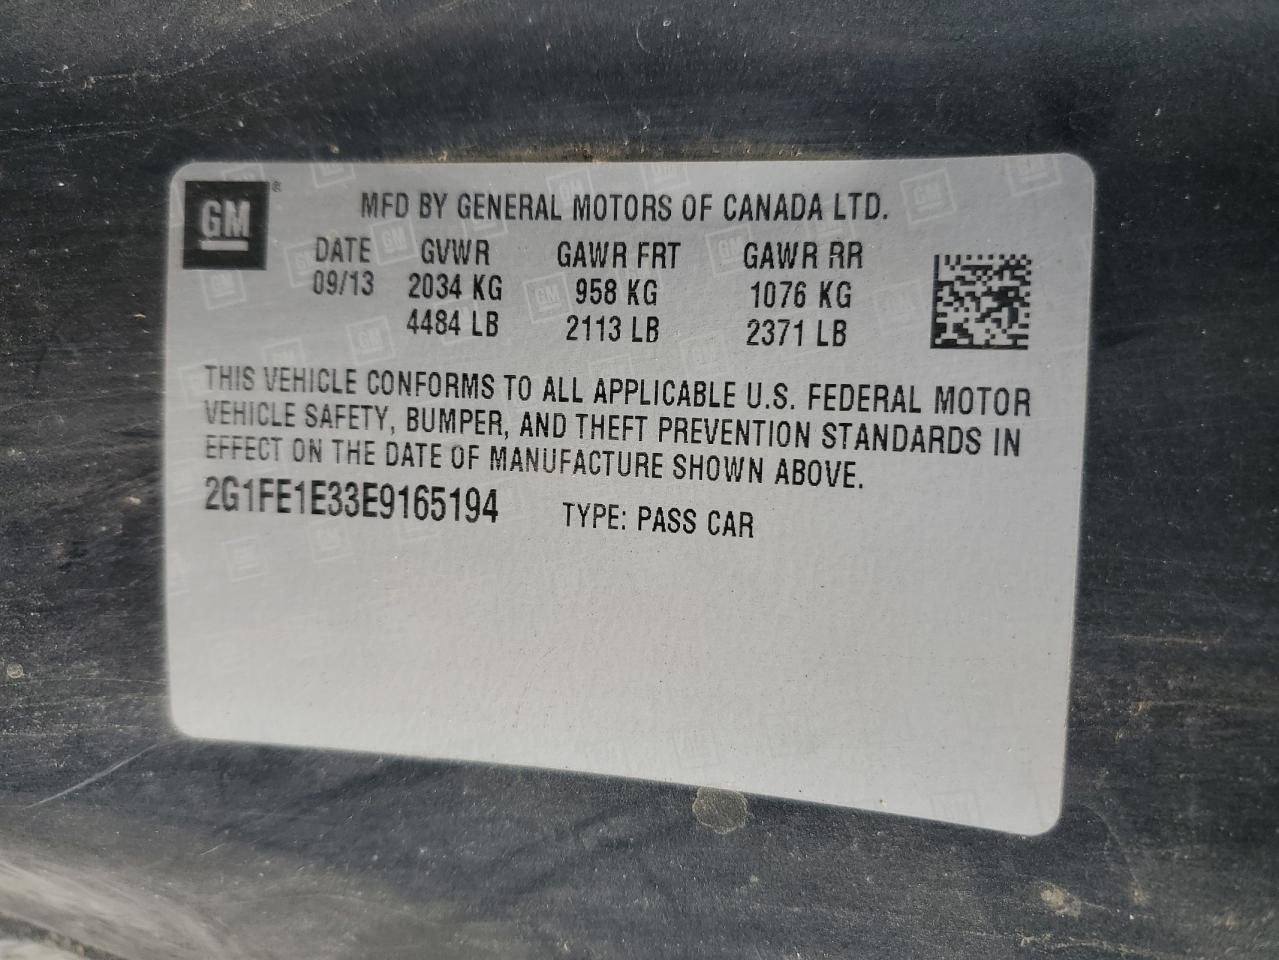 GM®
MFD BY GENERAL MOTORS OF CANADA LTD.
DATE GVWR GAWR FRT GAWR RR
09/13 2034 KG 958 KG 1076 KG
4484 LB 2113 LB 2371 LB
THIS VEHICLE CONFORMS TO ALL APPLICABLE U.S. FEDERAL MOTOR
VEHICLE SAFETY, BUMPER, AND THEFT PREVENTION STANDARDS IN
EFFECT ON THE DATE OF MANUFACTURE SHOWN ABOVE.
2G1FE1E33E9165194 TYPE: PASS CAR